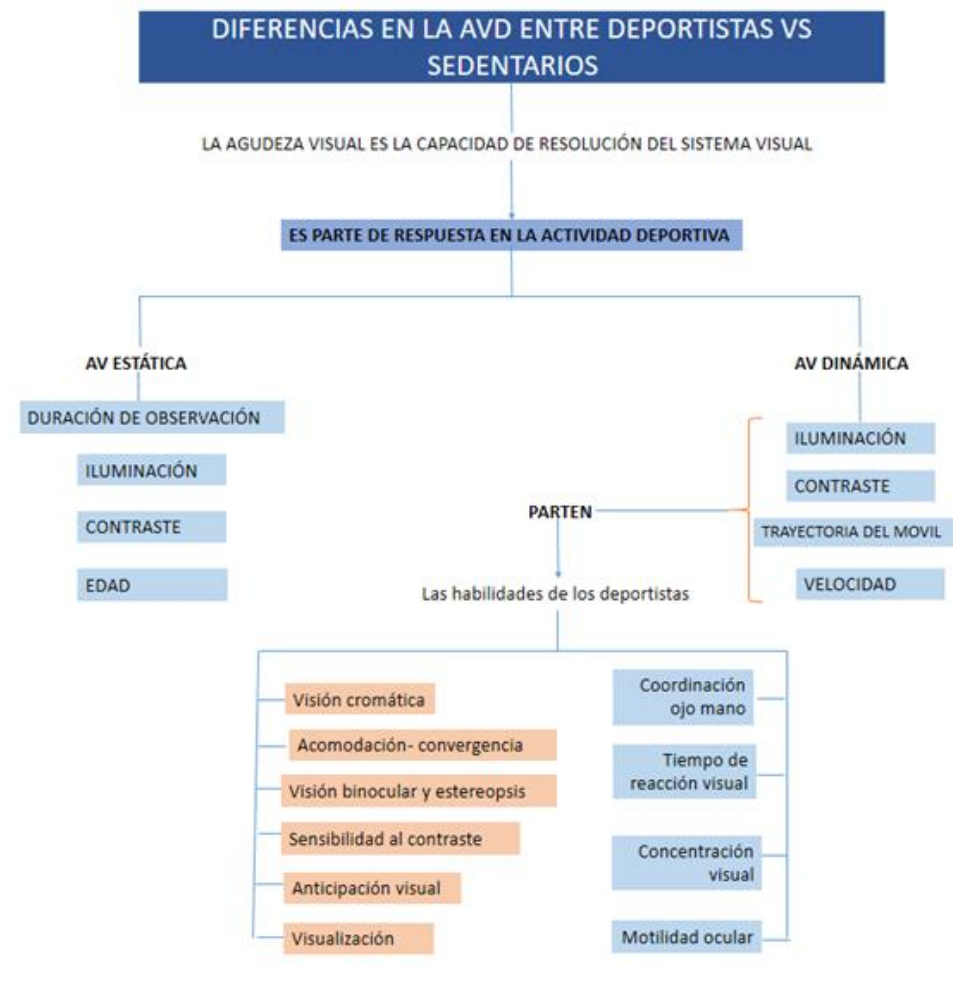 DIFERENCIAS EN LA AVD ENTRE DEPORTISTAS VS
SEDENTARIOS
LA AGUDEZA VISUAL ES LA CAPACIDAD DE RESOLUCIÓN DEL SISTEMA VISUAL
ES PARTE DE RESPUESTA EN LA ACTIVIDAD DEPORTIVA
AV ESTÁTICA
DURACIÓN DE OBSERVACIÓN
ILUMINACIÓN
CONTRASTE
EDAD
AV DINÁMICA
ILUMINACIÓN
CONTRASTE
TRAYECTORIA DEL MOVIL
VELOCIDAD
PARTEN
Las habilidades de los deportistas
Visión cromática
Acomodación- convergencia
Visión binocular y estereopsis
Sensibilidad al contraste
Anticipación visual
Visualización
Coordinación
ojo mano
Tiempo de
reacción visual
Concentración
visual
Motilidad ocular